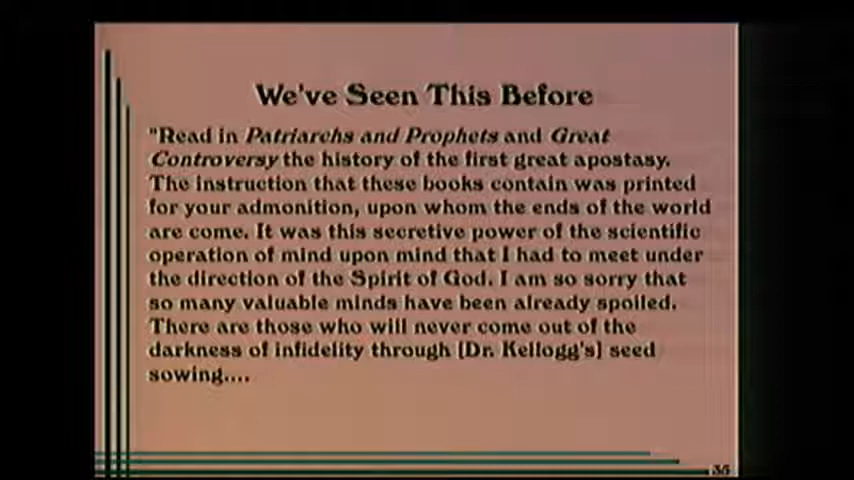 We've Seen This Before
"Read in Patriarchs and Prophets and Great
Controversy the history of the first great apostasy.
The instruction that these books contain was printed
for your admonition, upon whom the ends of the world
are come. It was this secretive power of the scientific
operation of mind upon mind that I had to meet under
the direction of the Spirit of God. I am so sorry that
so many valuable minds have been already spoiled.
There are those who will never come out of the
darkness of infidelity through [Dr. Kellogg's] seed
sowing....